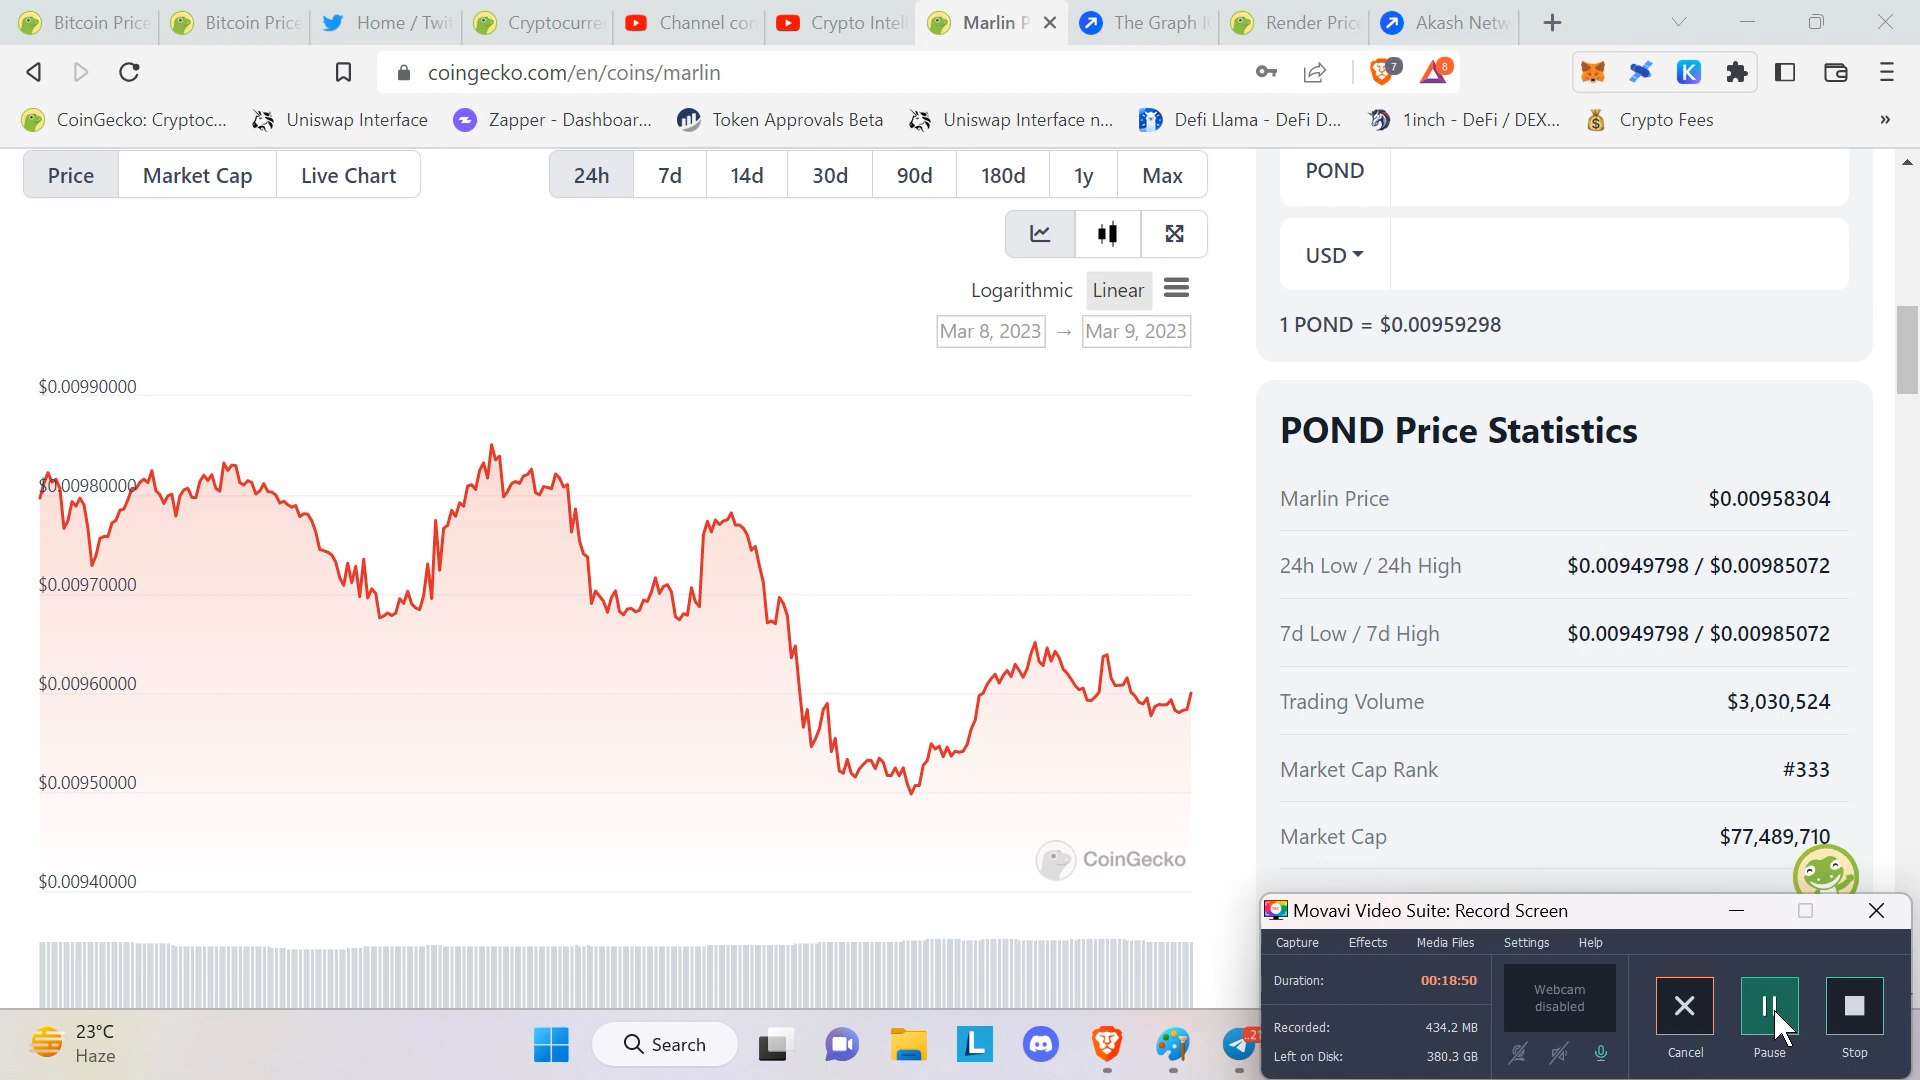 Bitcoin Price
Bitcoin Price
Home / Twit
Cryptocurre
Channel con
Crypto Intell
Marlin P
The Graph
Render Price
Akash Netw
coingecko.com/en/coins/marlin
7
8
CoinGecko: Cryptoc...
Uniswap Interface
Zapper - Dashboar...
Token Approvals Beta
Uniswap Interface n...
Defi Llama - DeFi D...
1inch - DeFi / DEX...
Crypto Fees
»
Price
Market Cap
Live Chart
24h
7d
14d
30d
90d
180d
1y
Max
Logarithmic
Linear
Mar 8, 2023 → Mar 9, 2023
$0.00990000
$0.00980000
$0.00970000
$0.00960000
$0.00950000
$0.00940000
CoinGecko
POND
USD
1 POND = $0.00959298
POND Price Statistics
Marlin Price $0.00958304
24h Low / 24h High $0.00949798 / $0.00985072
7d Low / 7d High $0.00949798 / $0.00985072
Trading Volume $3,030,524
Market Cap Rank #333
Market Cap $77,489,710
Movavi Video Suite: Record Screen
Capture Effects Media Files Settings Help
Duration: 00:18:50
Recorded: 434.2 MB
Left on Disk: 380.3 GB
Webcam
disabled
Cancel
Pause
Stop
23°C
Haze
Search
L